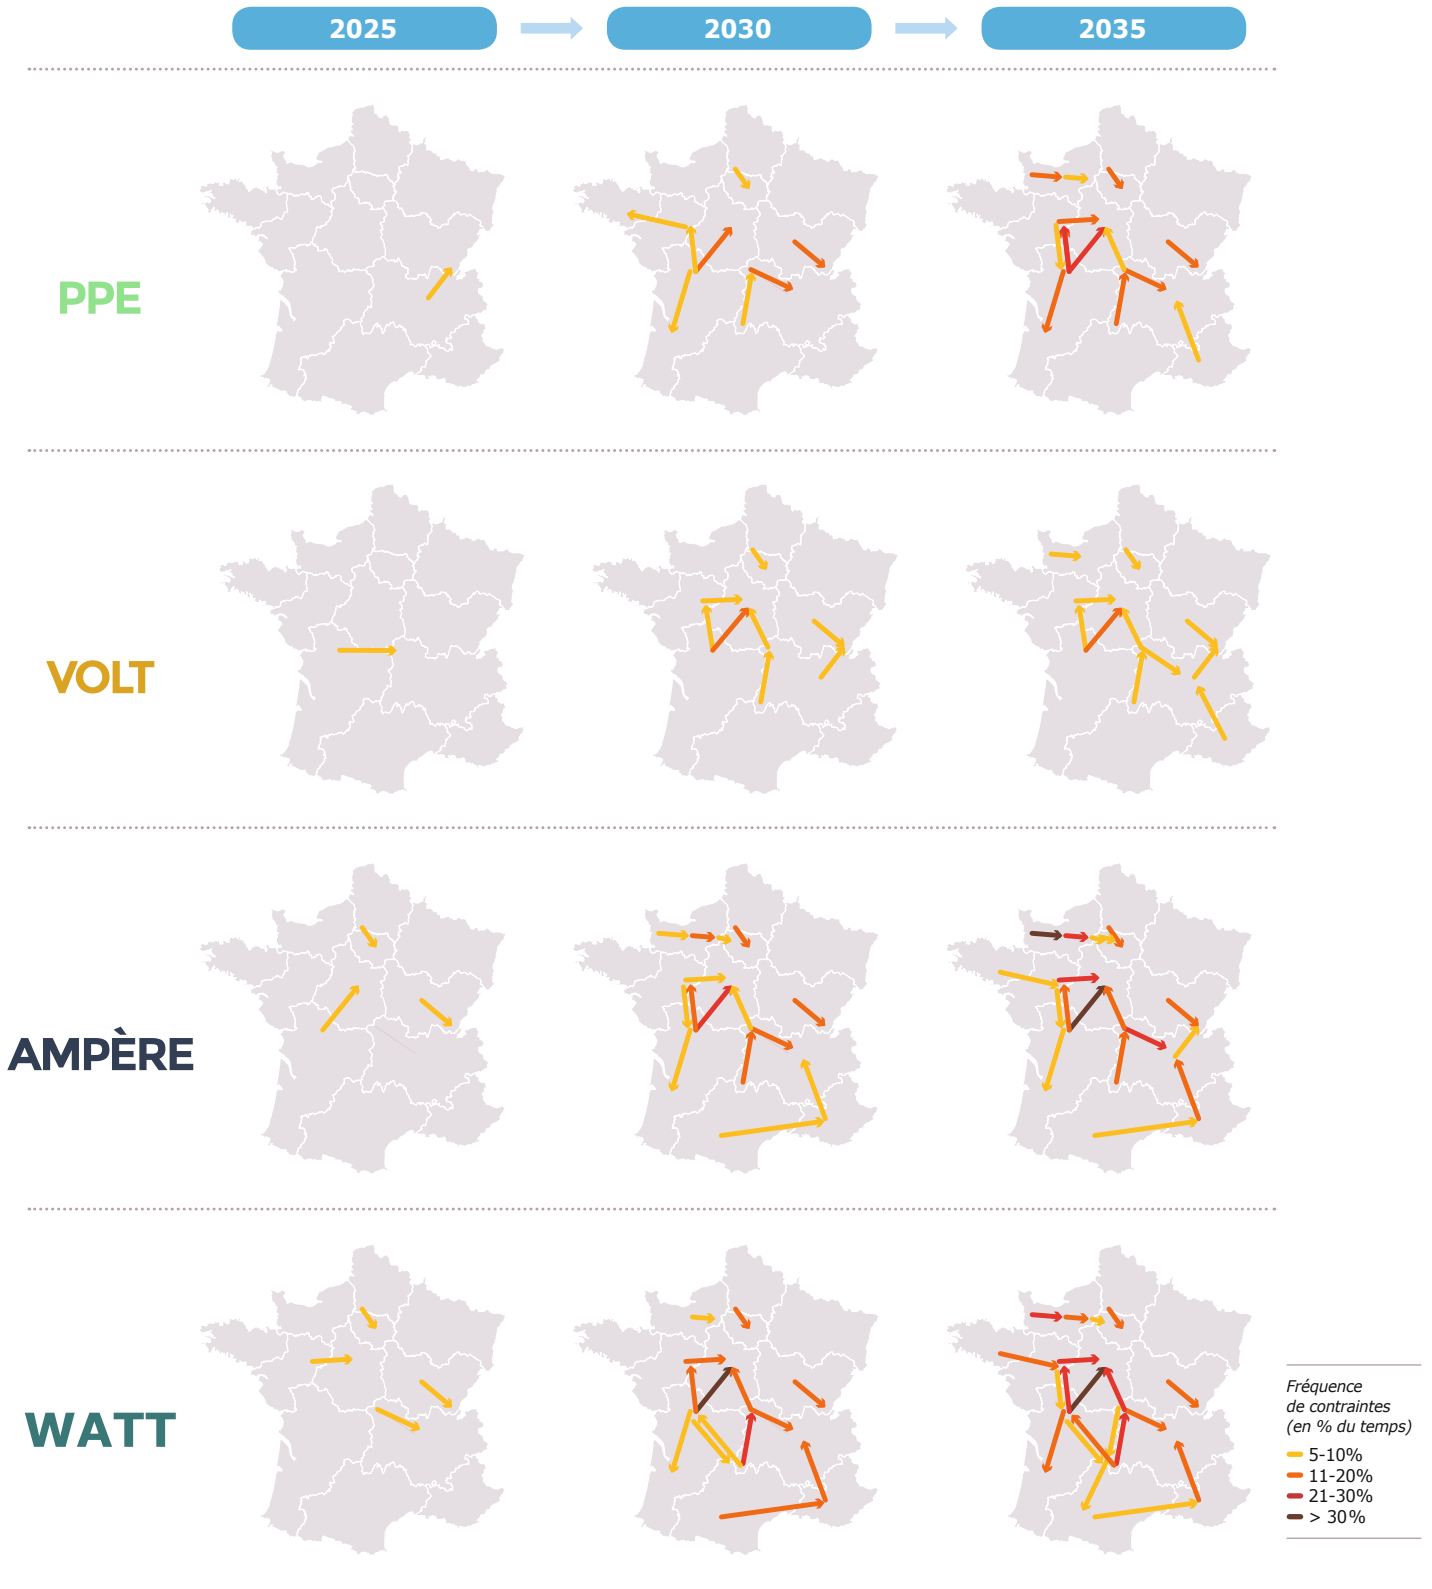 2025
2030
2035
PPE
VOLT
AMPÈRE
WATT
Fréquence
de contraintes
(en % du temps)
5-10%
11-20%
21-30%
> 30%